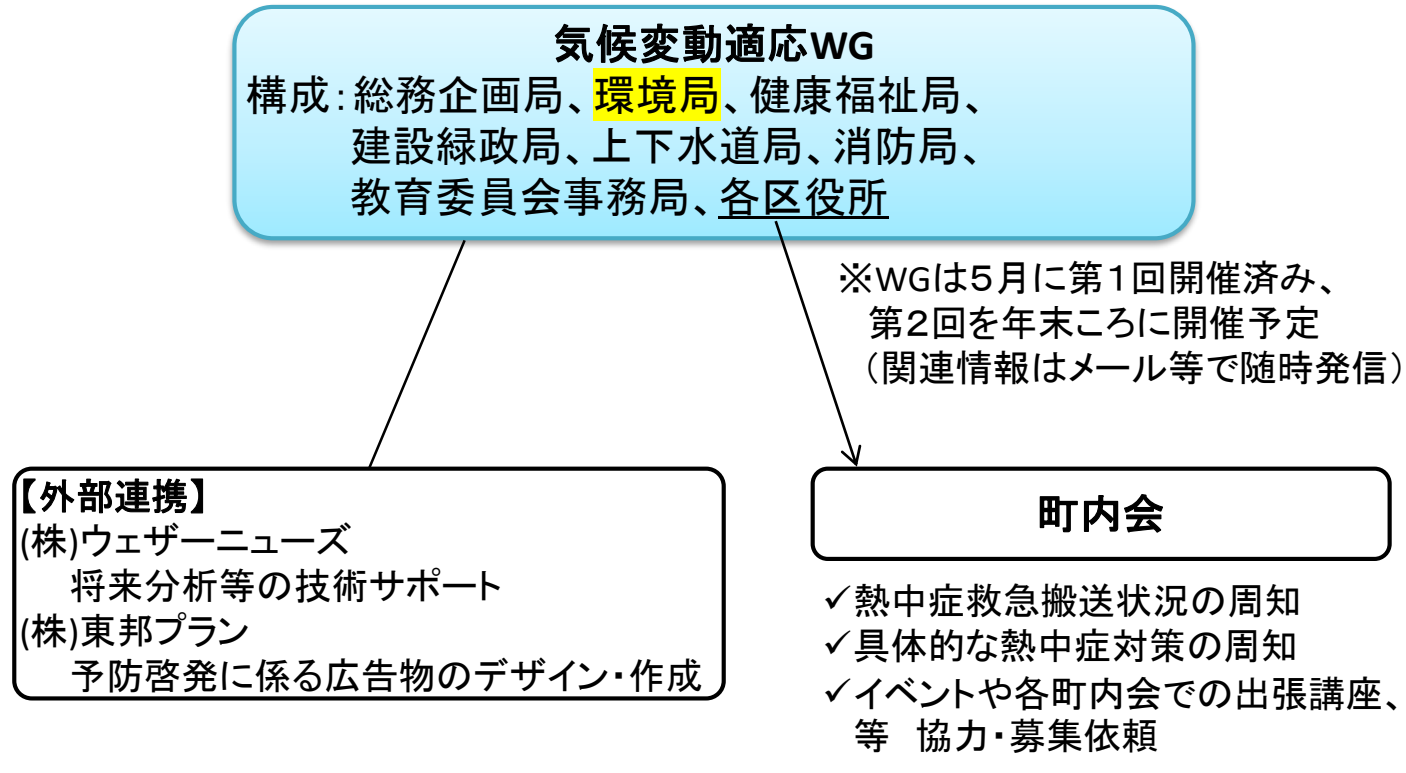 気候変動適応WG
構成：総務企画局、環境局、健康福祉局、
建設緑政局、上下水道局、消防局、
教育委員会事務局、各区役所
※WGは５月に第１回開催済み、
第２回を年末ころに開催予定
（関連情報はメール等で随時発信）
【外部連携】
(株)ウェザーニューズ
将来分析等の技術サポート
(株)東邦プラン
予防啓発に係る広告物のデザイン・作成
町内会
✓熱中症救急搬送状況の周知
✓具体的な熱中症対策の周知
✓イベントや各町内会での出張講座、
等　協力・募集依頼